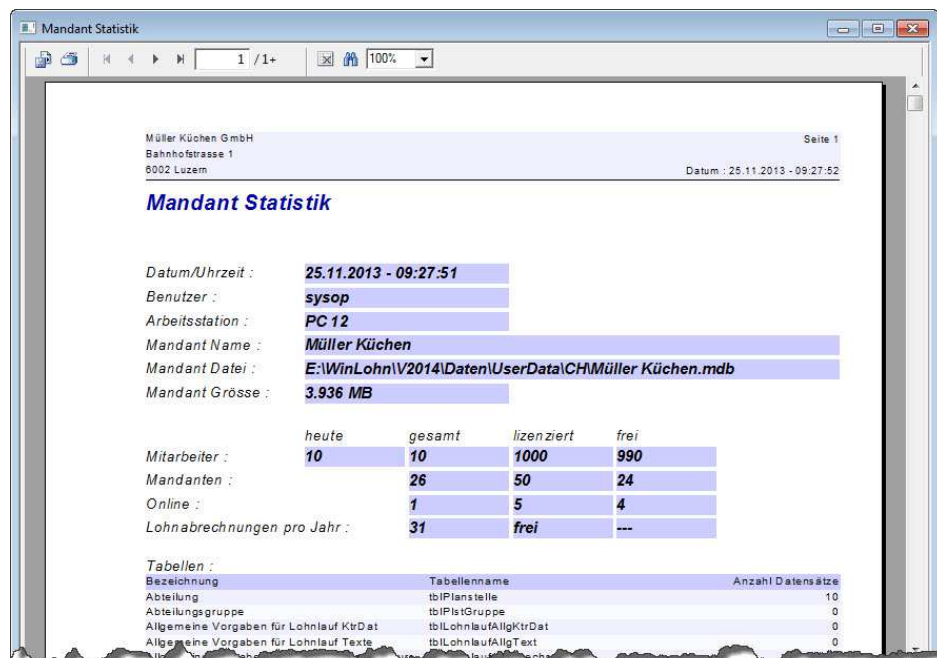 Mandant Statistik
1 /1+ 100%
Müller Küchen GmbH Seite 1
Bahnhofstrasse 1
6002 Luzern Datum : 25.11.2013 - 09:27:52
Mandant Statistik
Datum/Uhrzeit : 25.11.2013 - 09:27:51
Benutzer : sysop
Arbeitsstation : PC 12
Mandant Name : Müller Küchen
Mandant Datei : E:\WinLohn\V2014\Daten\UserData\CH\Müller Küchen.mdb
Mandant Grösse : 3.936 MB
heute gesamt lizenziert frei
Mitarbeiter : 10 10 1000 990
Mandanten : 26 50 24
Online : 1 5 4
Lohnabrechnungen pro Jahr : 31 frei ---
Tabellen :
Bezeichnung Tabellenname Anzahl Datensätze
Abteilung tblPlanstelle 10
Abteilungsgruppe tblPlstGruppe 0
Allgemeine Vorgaben für Lohnlauf KtrDat tblLohnlaufAllgKtrDat 0
Allgemeine Vorgaben für Lohnlauf Texte tblLohnlaufAllgText 0